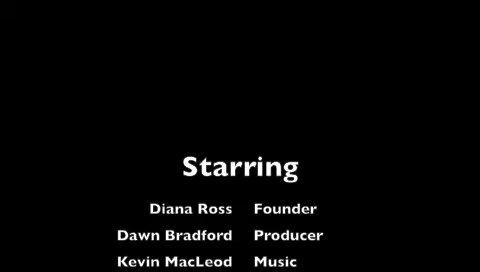 Starring
Diana Ross Founder
Dawn Bradford Producer
Kevin MacLeod Music